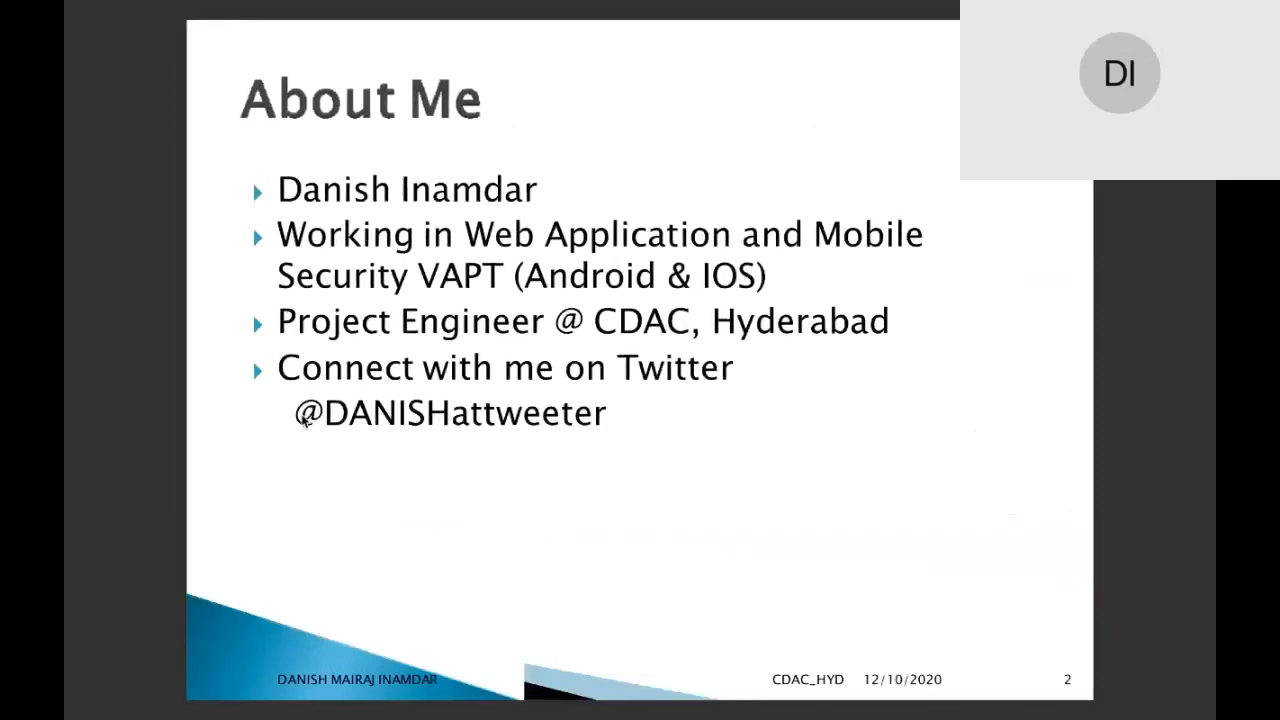 About Me
DI
Danish Inamdar
Working in Web Application and Mobile
Security VAPT (Android & IOS)
Project Engineer @ CDAC, Hyderabad
Connect with me on Twitter
@DANISHattweeter
DANISH MAIRAJ INAMDAR CDAC_HYD 12/10/2020 2